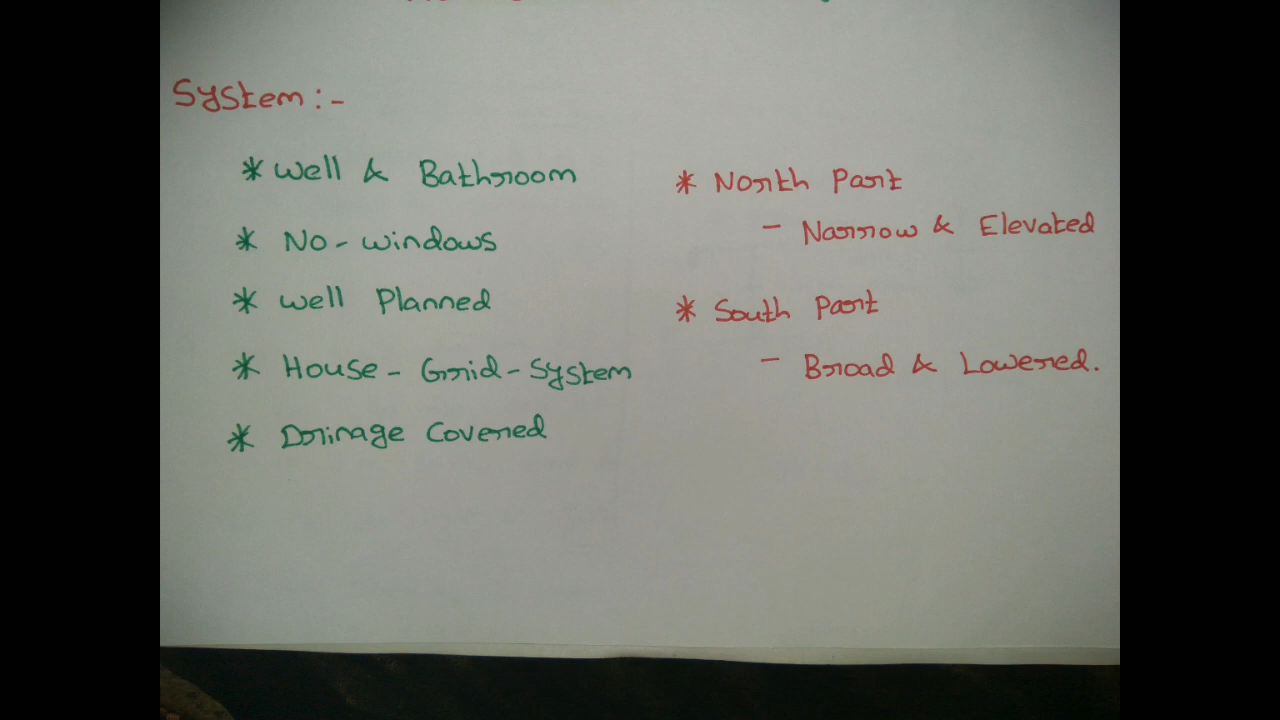 System:-
* Well & Bathroom
* No-windows
* Well Planned
* House-Grid-System
* Drinage Covered
* North Part
- Narrow & Elevated
* South Part
- Broad & Lowered.